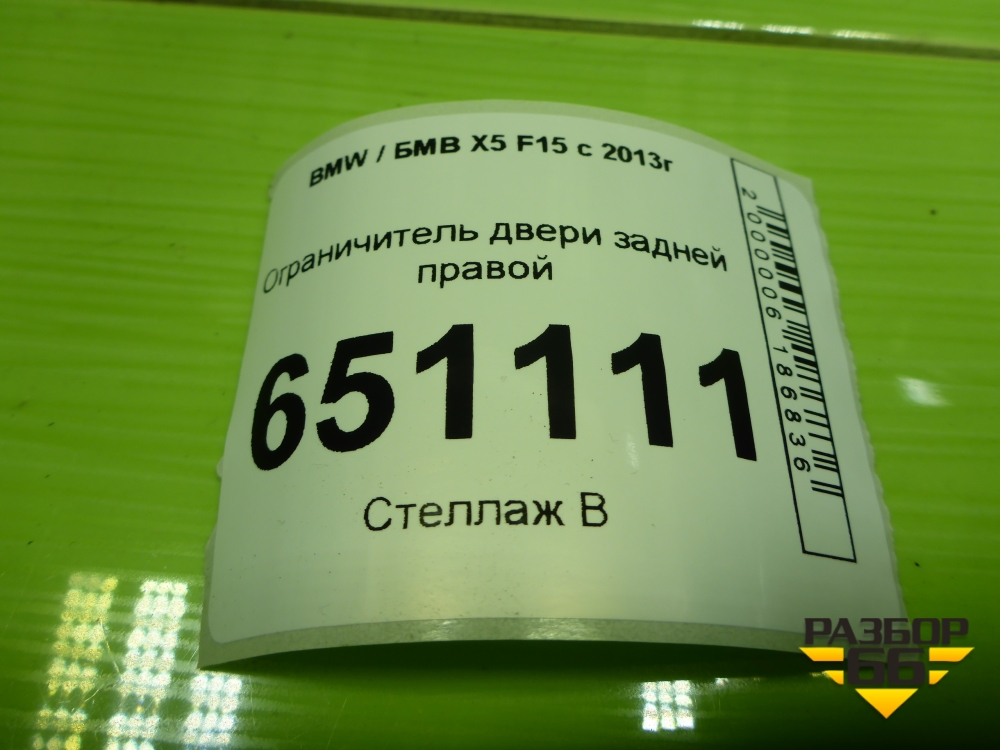 BMW / БМВ X5 F15 с 2013г
Ограничитель двери задней
правой
651111
Стеллаж В
2000006186836
РАЗБОР
66